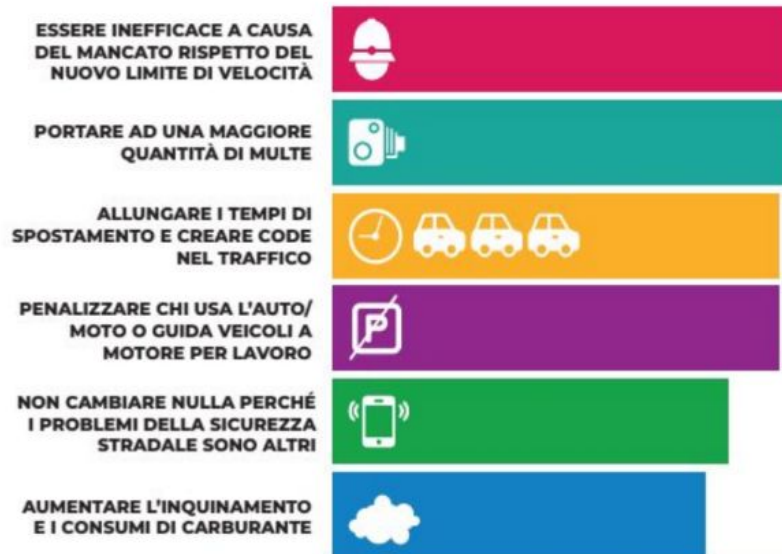 ESSERE INEFFICACE A CAUSA
DEL MANCATO RISPETTO DEL
NUOVO LIMITE DI VELOCITÀ
PORTARE AD UNA MAGGIORE
QUANTITÀ DI MULTE
ALLUNGARE I TEMPI DI
SPOSTAMENTO E CREARE CODE
NEL TRAFFICO
PENALIZZARE CHI USA L'AUTO/
MOTO O GUIDA VEICOLI A
MOTORE PER LAVORO
P
NON CAMBIARE NULLA PERCHÉ
I PROBLEMI DELLA SICUREZZA
STRADALE SONO ALTRI
AUMENTARE L'INQUINAMENTO
E I CONSUMI DI CARBURANTE